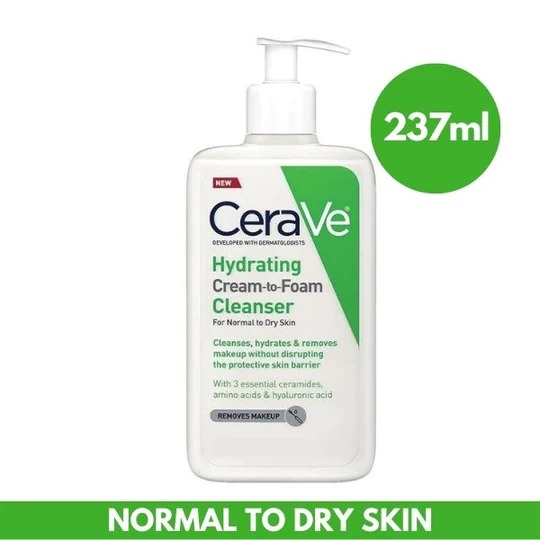 237ml
NEW
CeraVe®
DEVELOPED WITH DERMATOLOGISTS
Hydrating
Cream-to-Foam
Cleanser
For Normal to Dry Skin
Cleanses, hydrates & removes
makeup without disrupting
the protective skin barrier
With 3 essential ceramides,
amino acids & hyaluronic acid
REMOVES MAKEUP
NORMAL TO DRY SKIN